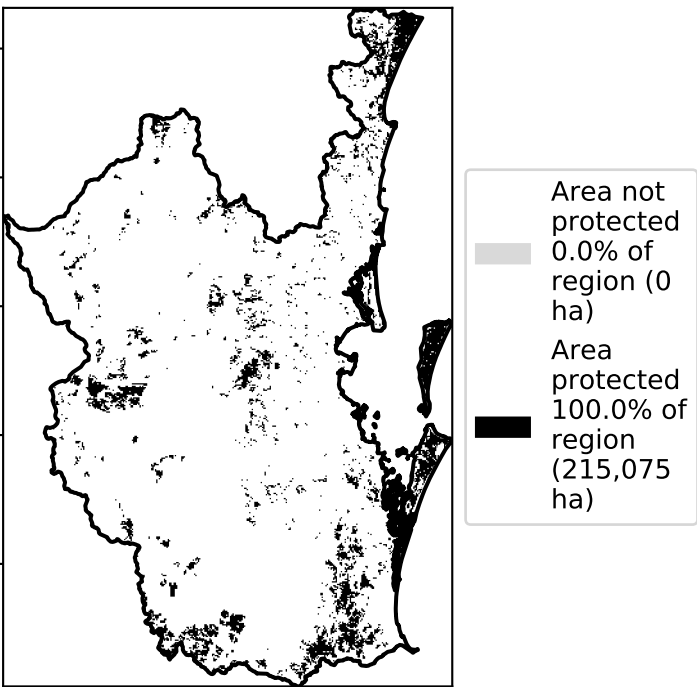 Area not
protected
0.0% of
region (0
ha)
Area
protected
100.0% of
region
(215,075
ha)